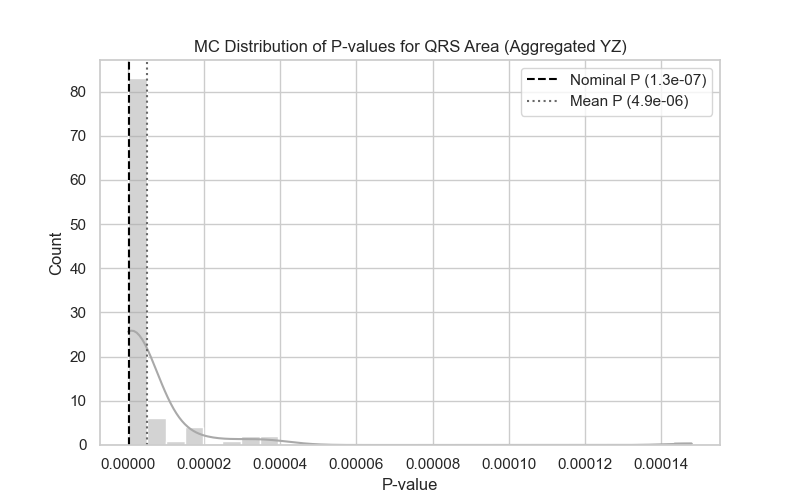 MC Distribution of P-values for QRS Area (Aggregated YZ)
Nominal P (1.3e-07)
Mean P (4.9e-06)
80
70
60
50
40
30
20
10
0
Count
0.00000 0.00002 0.00004 0.00006 0.00008 0.00010 0.00012 0.00014
P-value